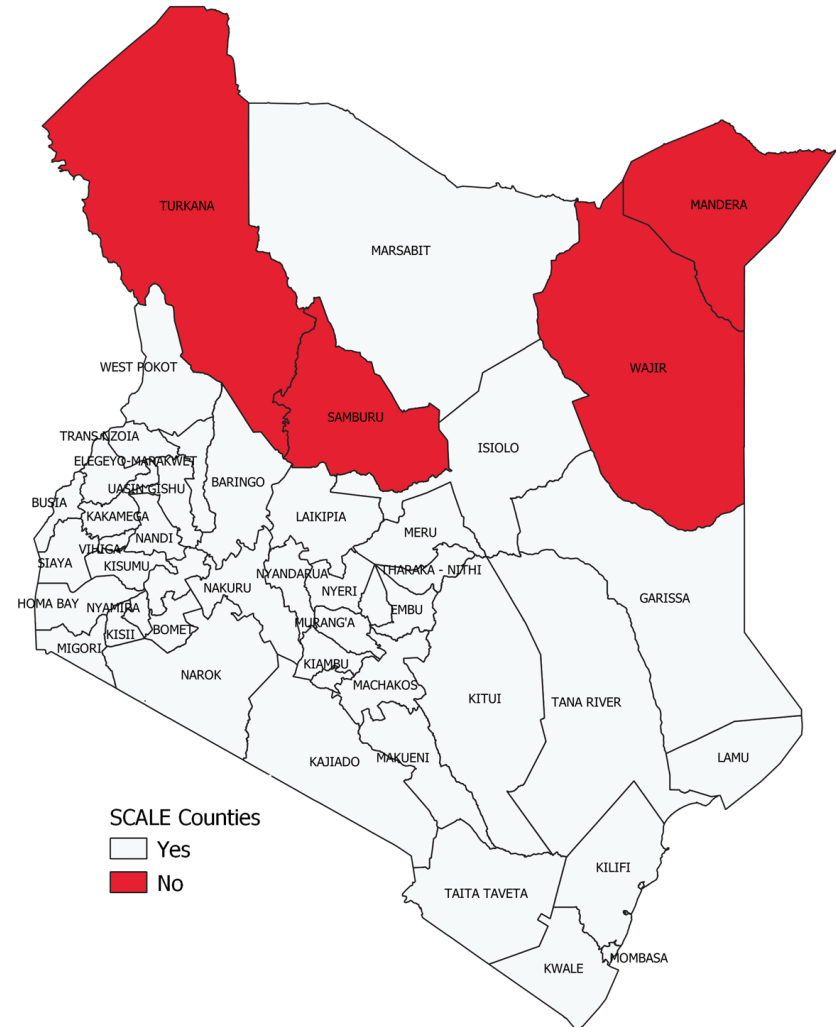 TURKANA
MANDERA
MARSABIT
WEST POKOT
WAJIR
SAMBURU
TRANS NZOIA
ISIOLO
ELEGEYO-MARAKWET
BARINGO
UASIN GISHU
BUSIA
KAKAMEGA
LAIKIPIA
MERU
NANDI
VIHIGA
SIAYA
KISUMU
THARAKA - NITHI
NYANDARUA
NAKURU
NYERI
GARISSA
HOMA BAY
NYAMIRA
EMBU
MURANG'A
BOMET
KISII
MIGORI
KIAMBU
NAROK
MACHAKOS
KITUI
TANA RIVER
KAJIADO
MAKUENI
LAMU
SCALE Counties
Yes
No
KILIFI
TAITA TAVETA
MOMBASA
KWALE